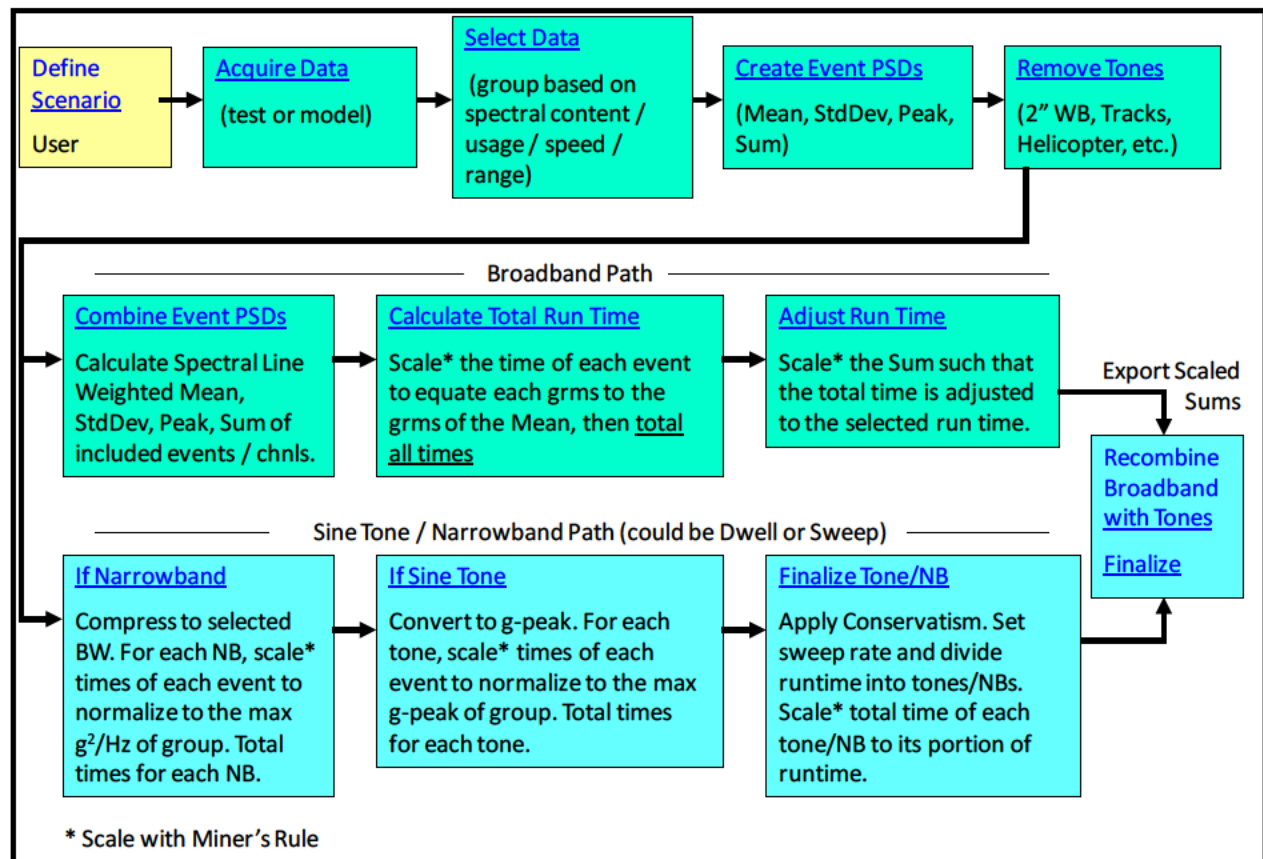 Define
Scenario
User
Acquire Data
(test or model)
Select Data
(group based on
spectral content /
usage / speed /
range)
Create Event PSDs
(Mean, StdDev, Peak,
Sum)
Remove Tones
(2” WB, Tracks,
Helicopter, etc.)
Broadband Path
Combine Event PSDs
Calculate Spectral Line
Weighted Mean,
StdDev, Peak, Sum of
included events / chnls.
Calculate Total Run Time
Scale* the time of each event
to equate each grms to the
grms of the Mean, then total
all times
Adjust Run Time
Scale* the Sum such that
the total time is adjusted
to the selected run time.
Export Scaled
Sums
Recombine
Broadband
with Tones
Finalize
Sine Tone / Narrowband Path (could be Dwell or Sweep)
If Narrowband
Compress to selected
BW. For each NB, scale*
times of each event to
normalize to the max
g²/Hz of group. Total
times for each NB.
If Sine Tone
Convert to g-peak. For each
tone, scale* times of each
event to normalize to the max
g-peak of group. Total times
for each tone.
Finalize Tone/NB
Apply Conservatism. Set
sweep rate and divide
runtime into tones/NBs.
Scale* total time of each
tone/NB to its portion of
runtime.
* Scale with Miner’s Rule